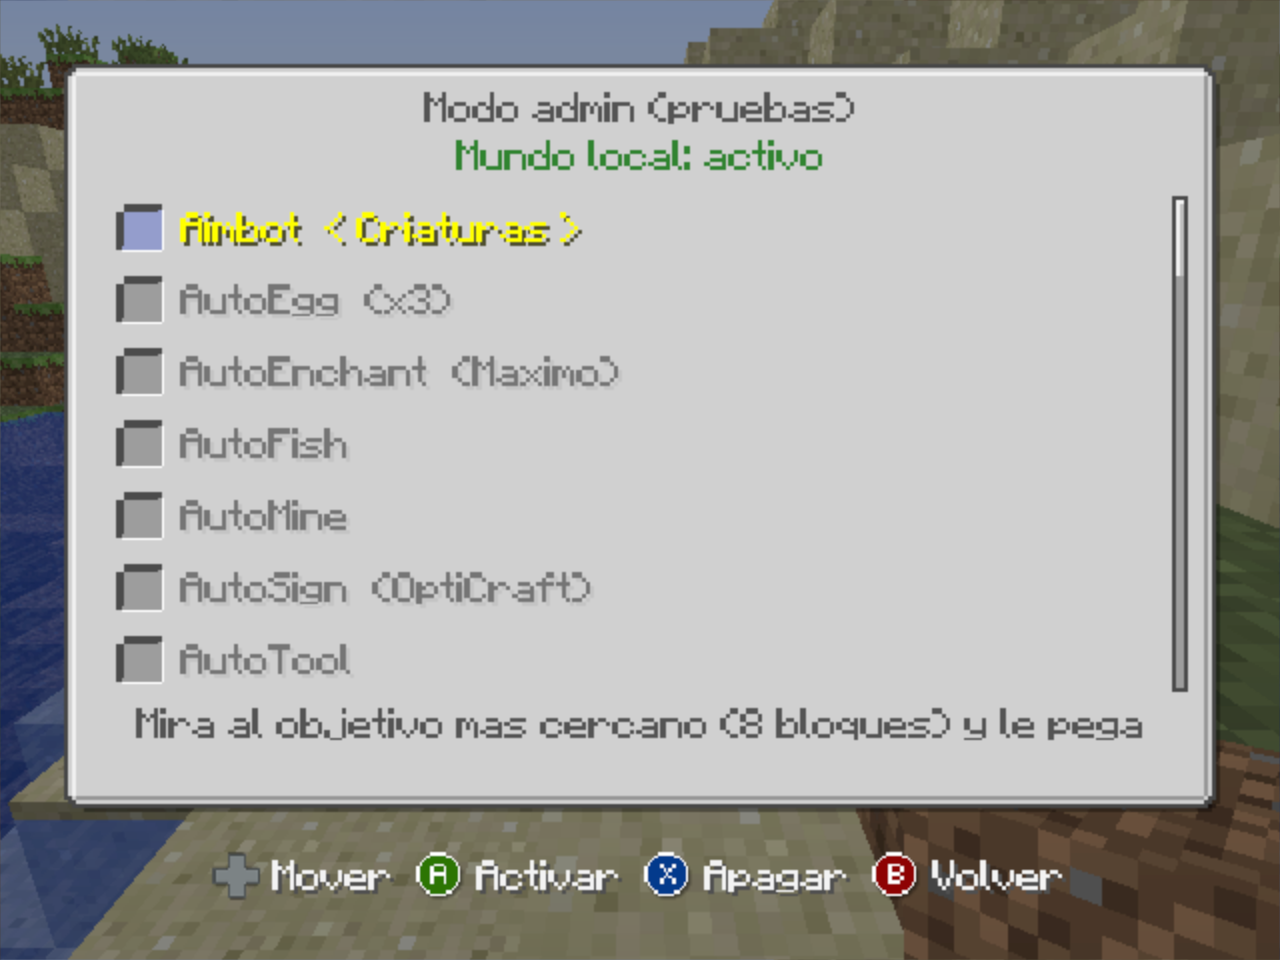 Modo admin (pruebas)
Mundo local: activo
Aimbot < Criaturas >
AutoEgg (x3)
AutoEnchant (Maximo)
AutoFish
AutoMine
AutoSign (OptiCraft)
AutoTool
Mira al objetivo mas cercano (8 bloques) y le pega
Mover A Activar X Apagar B Volver